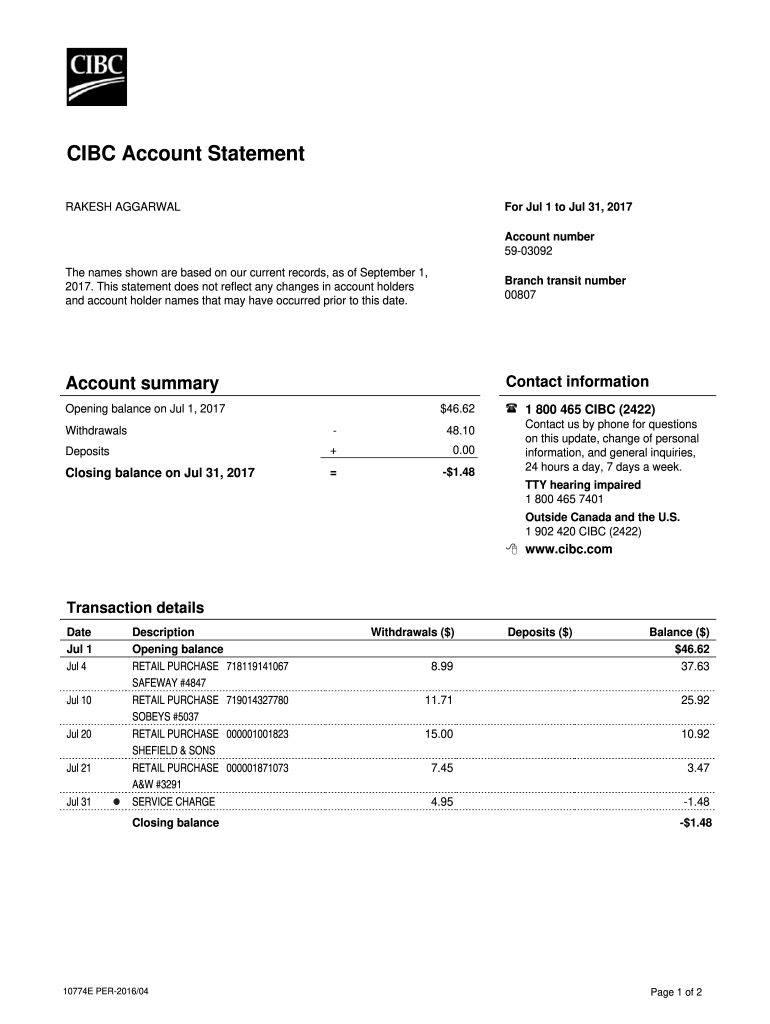 CIBC
CIBC Account Statement
RAKESH AGGARWAL
For Jul 1 to Jul 31, 2017
Account number
59-03092
The names shown are based on our current records, as of September 1,
2017. This statement does not reflect any changes in account holders
and account holder names that may have occurred prior to this date.
Branch transit number
00807
Account summary
Opening balance on Jul 1, 2017 $46.62
Withdrawals - 48.10
Deposits + 0.00
Closing balance on Jul 31, 2017 = -$1.48
Contact information
1 800 465 CIBC (2422)
Contact us by phone for questions
on this update, change of personal
information, and general inquiries,
24 hours a day, 7 days a week.
TTY hearing impaired
1 800 465 7401
Outside Canada and the U.S.
1 902 420 CIBC (2422)
www.cibc.com
Transaction details
Date Description Withdrawals ($) Deposits ($) Balance ($)
Jul 1 Opening balance $46.62
Jul 4 RETAIL PURCHASE 718119141067 8.99 37.63
SAFEWAY #4847
Jul 10 RETAIL PURCHASE 719014327780 11.71 25.92
SOBEYS #5037
Jul 20 RETAIL PURCHASE 000001001823 15.00 10.92
SHEFIELD & SONS
Jul 21 RETAIL PURCHASE 000001871073 7.45 3.47
A&W #3291
Jul 31 ● SERVICE CHARGE 4.95 -1.48
Closing balance -$1.48
10774E PER-2016/04
Page 1 of 2